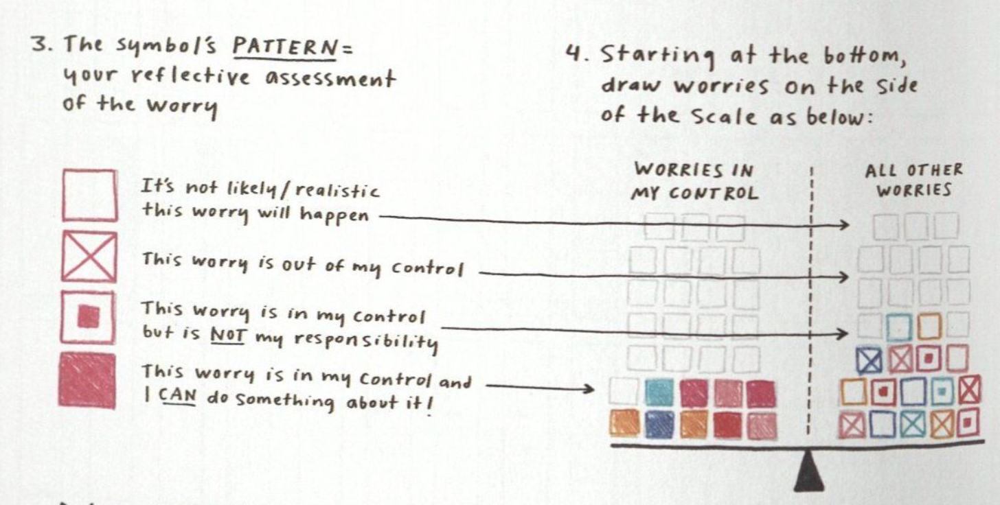 3. The symbol's PATTERN =
your reflective assessment
of the worry
It's not likely/realistic
this worry will happen
This worry is out of my control
This worry is in my control
but is NOT my responsibility
This worry is in my control and
I CAN do something about it!
4. Starting at the bottom,
draw worries on the side
of the scale as below:
WORRIES IN
MY CONTROL
ALL OTHER
WORRIES